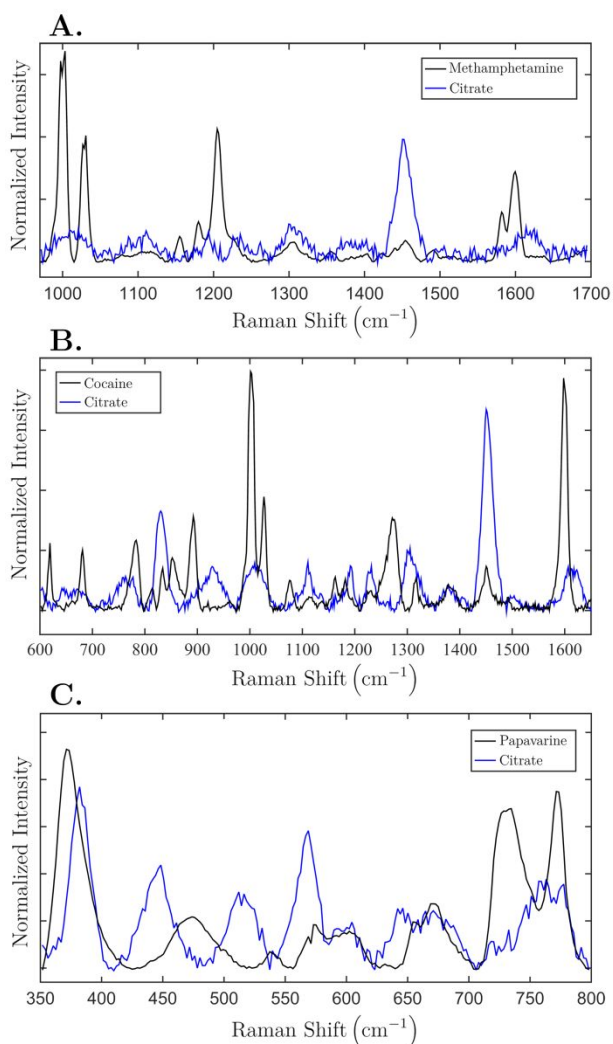 A.
Normalized Intensity
Methamphetamine
Citrate
1000 1100 1200 1300 1400 1500 1600 1700
Raman Shift (cm⁻¹)
B.
Normalized Intensity
Cocaine
Citrate
600 700 800 900 1000 1100 1200 1300 1400 1500 1600
Raman Shift (cm⁻¹)
C.
Normalized Intensity
Papavarine
Citrate
350 400 450 500 550 600 650 700 750 800
Raman Shift (cm⁻¹)